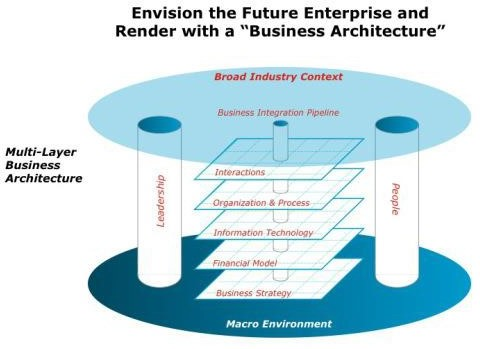 Envision the Future Enterprise and
Render with a “Business Architecture”
Broad Industry Context
Business Integration Pipeline
Multi–Layer
Business
Architecture
Leadership
People
Interactions
Organization & Process
Information Technology
Financial Model
Business Strategy
Macro Environment